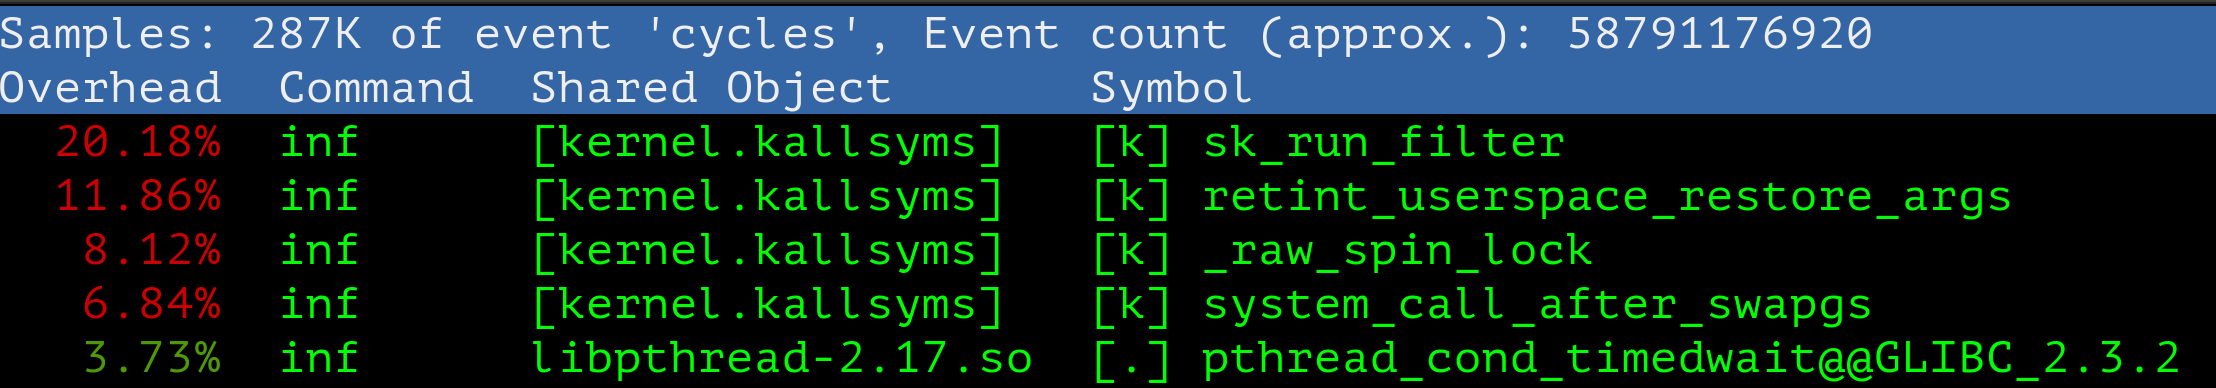 Samples: 287K of event 'cycles', Event count (approx.): 58791176920
Overhead  Command  Shared Object       Symbol
20.18%  inf      [kernel.kallsyms]   [k] sk_run_filter
11.86%  inf      [kernel.kallsyms]   [k] retint_userspace_restore_args
8.12%  inf      [kernel.kallsyms]   [k] _raw_spin_lock
6.84%  inf      [kernel.kallsyms]   [k] system_call_after_swapgs
3.73%  inf      libpthread-2.17.so  [.] pthread_cond_timedwait@@GLIBC_2.3.2